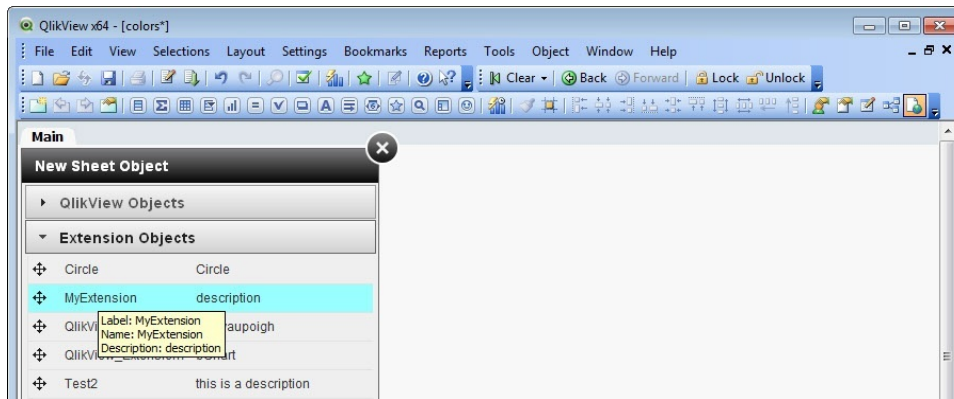 QlikView x64 - [colors*]
File Edit View Selections Layout Settings Bookmarks Reports Tools Object Window Help
Clear Back Forward Lock Unlock
Main
New Sheet Object
QlikView Objects
Extension Objects
Circle Circle
MyExtension description
Label: MyExtension
Name: MyExtension
Description: description
Test2 this is a description